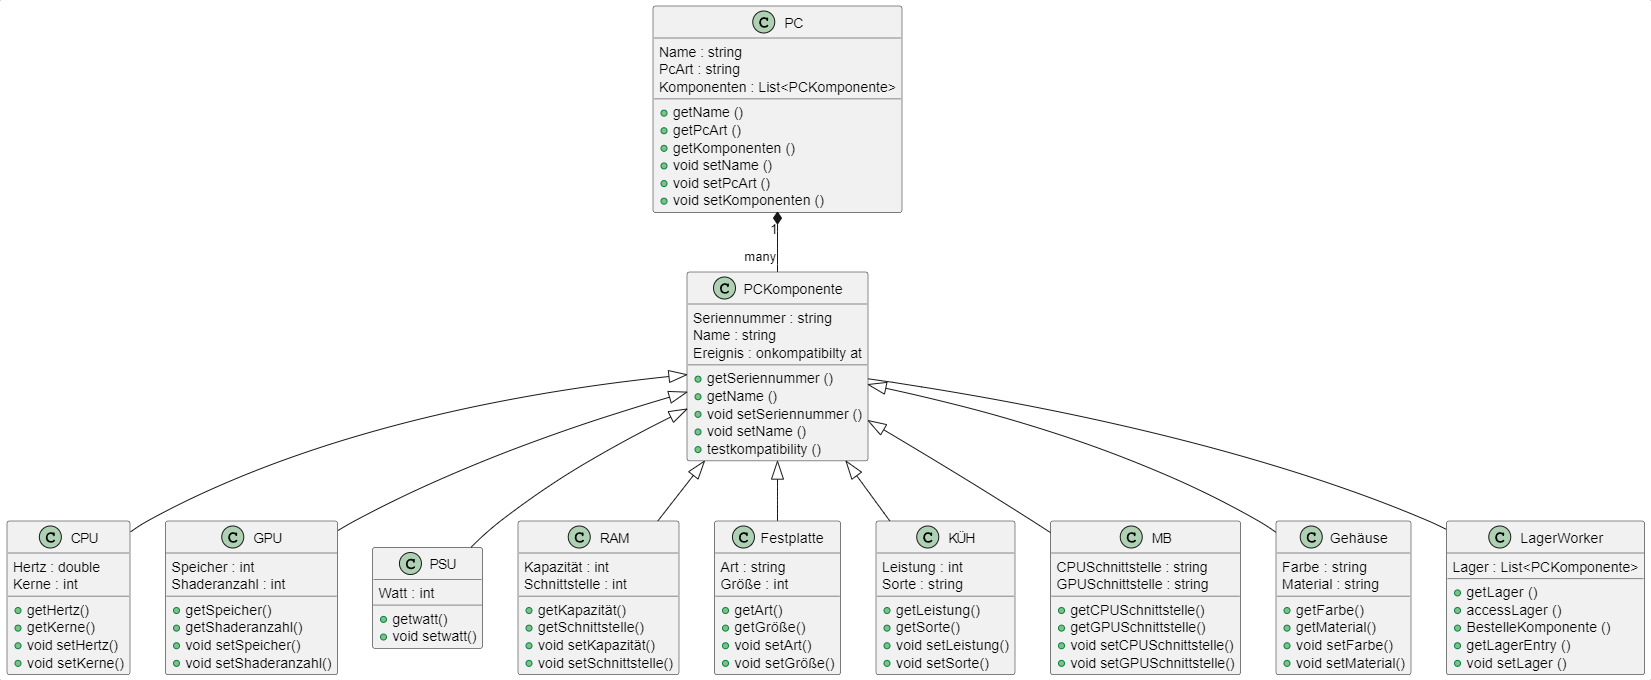 C PC
Name : string
PcArt : string
Komponenten : List<PCKomponente>
getName ()
getPcArt ()
getKomponenten ()
void setName ()
void setPcArt ()
void setKomponenten ()
1
many
C PCKomponente
Seriennummer : string
Name : string
Ereignis : onkompatibilty at
getSeriennummer ()
getName ()
void setSeriennummer ()
void setName ()
testkompatibility ()
C CPU
Hertz : double
Kerne : int
getHertz()
getKerne()
void setHertz()
void setKerne()
C GPU
Speicher : int
Shaderanzahl : int
getSpeicher()
getShaderanzahl()
void setSpeicher()
void setShaderanzahl()
C PSU
Watt : int
getwatt()
void setwatt()
C RAM
Kapazität : int
Schnittstelle : int
getKapazität()
getSchnittstelle()
void setKapazität()
void setSchnittstelle()
C Festplatte
Art : string
Größe : int
getArt()
getGröße()
void setArt()
void setGröße()
C KÜH
Leistung : int
Sorte : string
getLeistung()
getSorte()
void setLeistung()
void setSorte()
C MB
CPUSchnittstelle : string
GPUSchnittstelle : string
getCPUSchnittstelle()
getGPUSchnittstelle()
void setCPUSchnittstelle()
void setGPUSchnittstelle()
C Gehäuse
Farbe : string
Material : string
getFarbe()
getMaterial()
void setFarbe()
void setMaterial()
C LagerWorker
Lager : List<PCKomponente>
getLager ()
accessLager ()
BestelleKomponente ()
getLagerEntry ()
void setLager ()